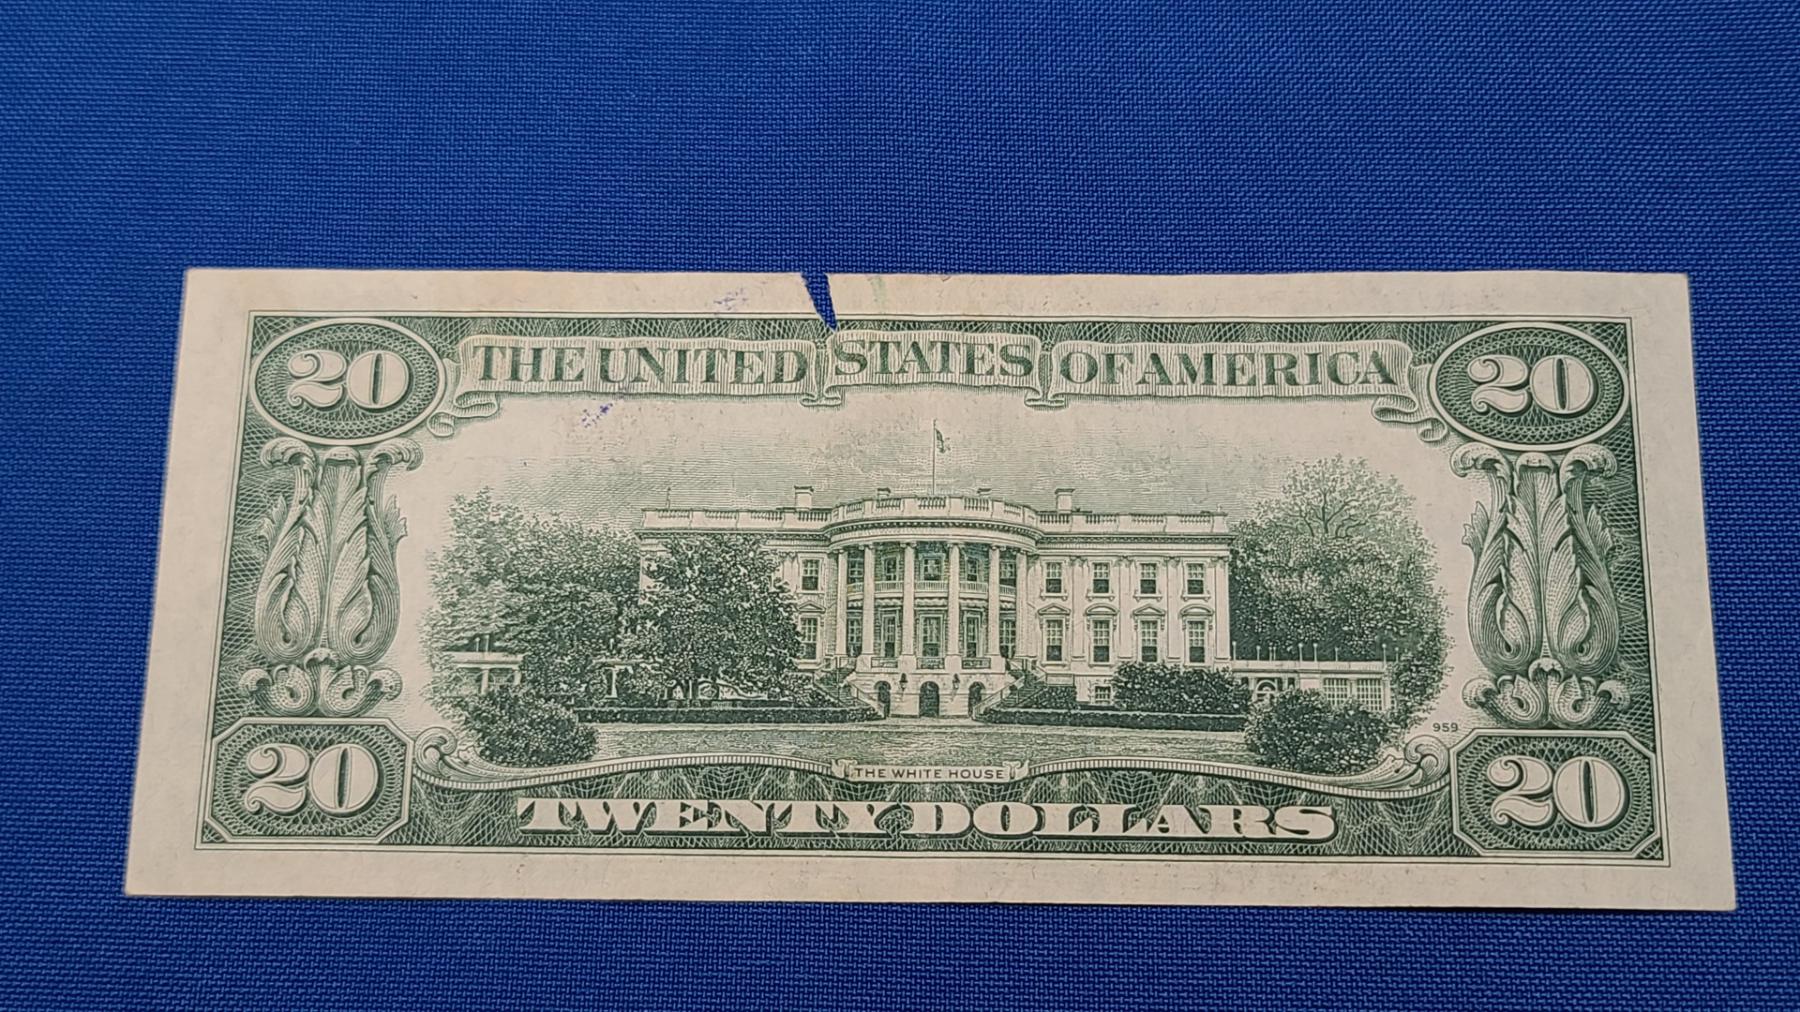 20 THE UNITED STATES OF AMERICA 20
959
THE WHITE HOUSE
20 TWENTY DOLLARS 20